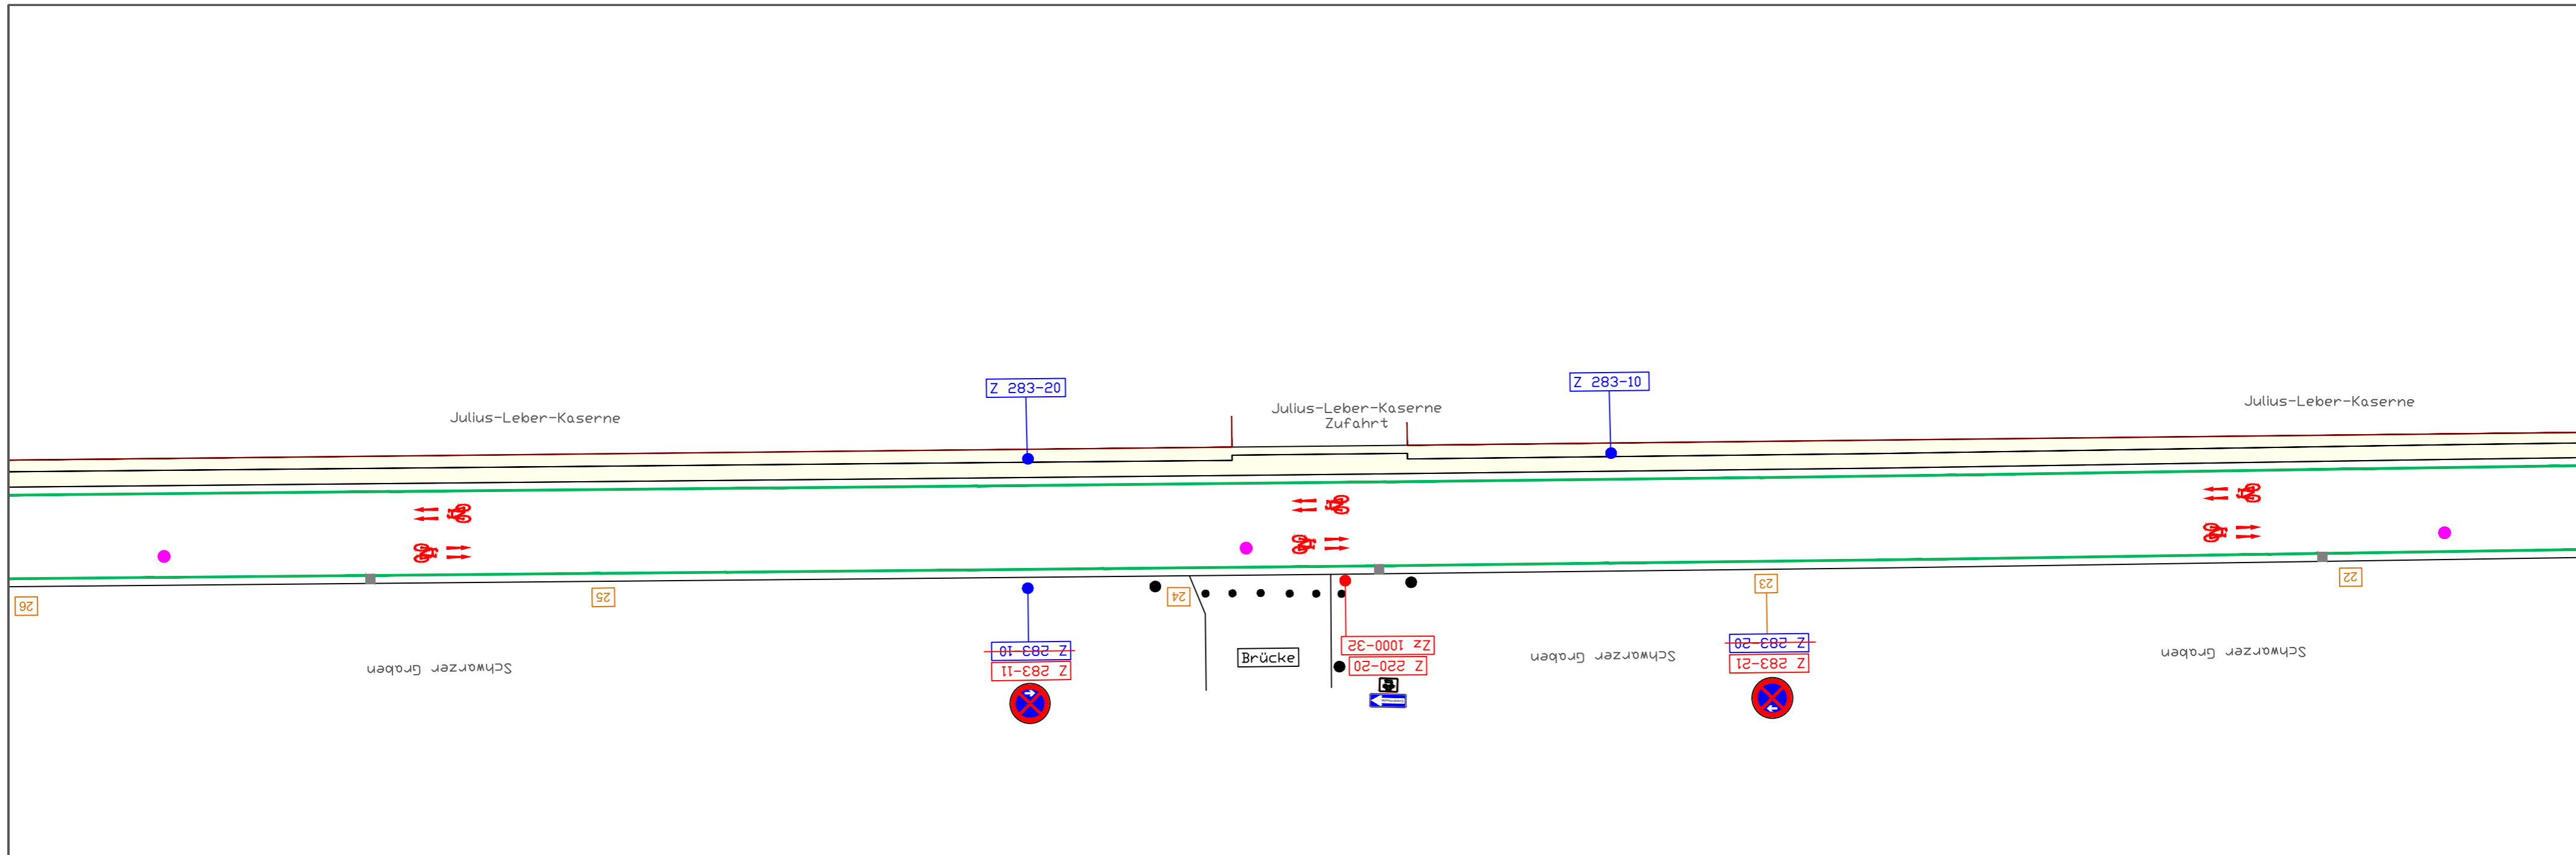 Z 283-20
Z 283-10
Julius-Leber-Kaserne
Julius-Leber-Kaserne
Zufahrt
Julius-Leber-Kaserne
26
25
24
23
22
Z 283-10
Z 283-11
Brücke
Zz 1000-32
Z 220-20
Z 283-20
Z 283-21
Schwarzer Graben
Schwarzer Graben
Schwarzer Graben